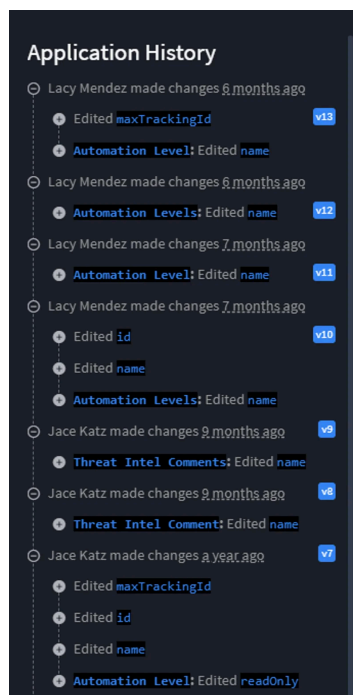 Application History
Lacy Mendez made changes 6 months ago
Edited maxTrackingId v13
Automation Level: Edited name
Lacy Mendez made changes 6 months ago
Automation Levels: Edited name v12
Lacy Mendez made changes 7 months ago
Automation Level: Edited name v11
Lacy Mendez made changes 7 months ago
Edited id v10
Edited name
Automation Levels: Edited name
Jace Katz made changes 9 months ago v9
Threat Intel Comments: Edited name
Jace Katz made changes 9 months ago v8
Threat Intel Comment: Edited name
Jace Katz made changes a year ago v7
Edited maxTrackingId
Edited id
Edited name
Automation Level: Edited readOnly